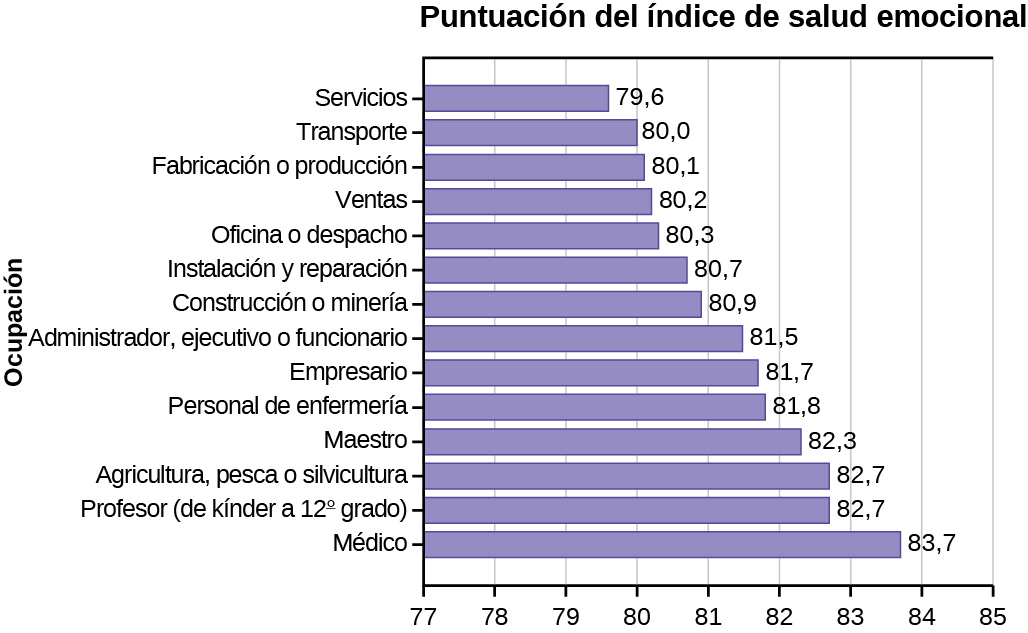 Puntuación del índice de salud emocional
Ocupación
Servicios 79,6
Transporte 80,0
Fabricación o producción 80,1
Ventas 80,2
Oficina o despacho 80,3
Instalación y reparación 80,7
Construcción o minería 80,9
Administrador, ejecutivo o funcionario 81,5
Empresario 81,7
Personal de enfermería 81,8
Maestro 82,3
Agricultura, pesca o silvicultura 82,7
Profesor (de kínder a 12º grado) 82,7
Médico 83,7
77 78 79 80 81 82 83 84 85